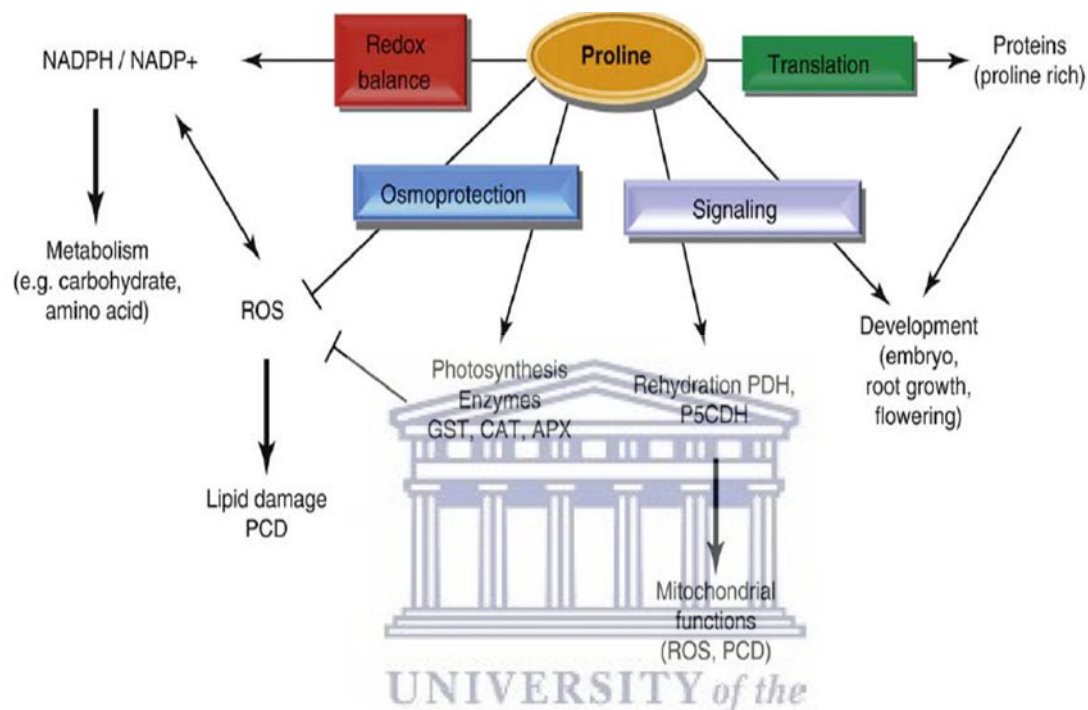 NADPH / NADP+
Redox
balance
Proline
Translation
Proteins
(proline rich)
Osmoprotection
Signaling
Metabolism
(e.g. carbohydrate,
amino acid)
ROS
Development
(embryo,
root growth,
flowering)
Photosynthesis
Enzymes
GST, CAT, APX
Rehydration PDH,
P5CDH
Lipid damage
PCD
Mitochondrial
functions
(ROS, PCD)
UNIVERSITY of the